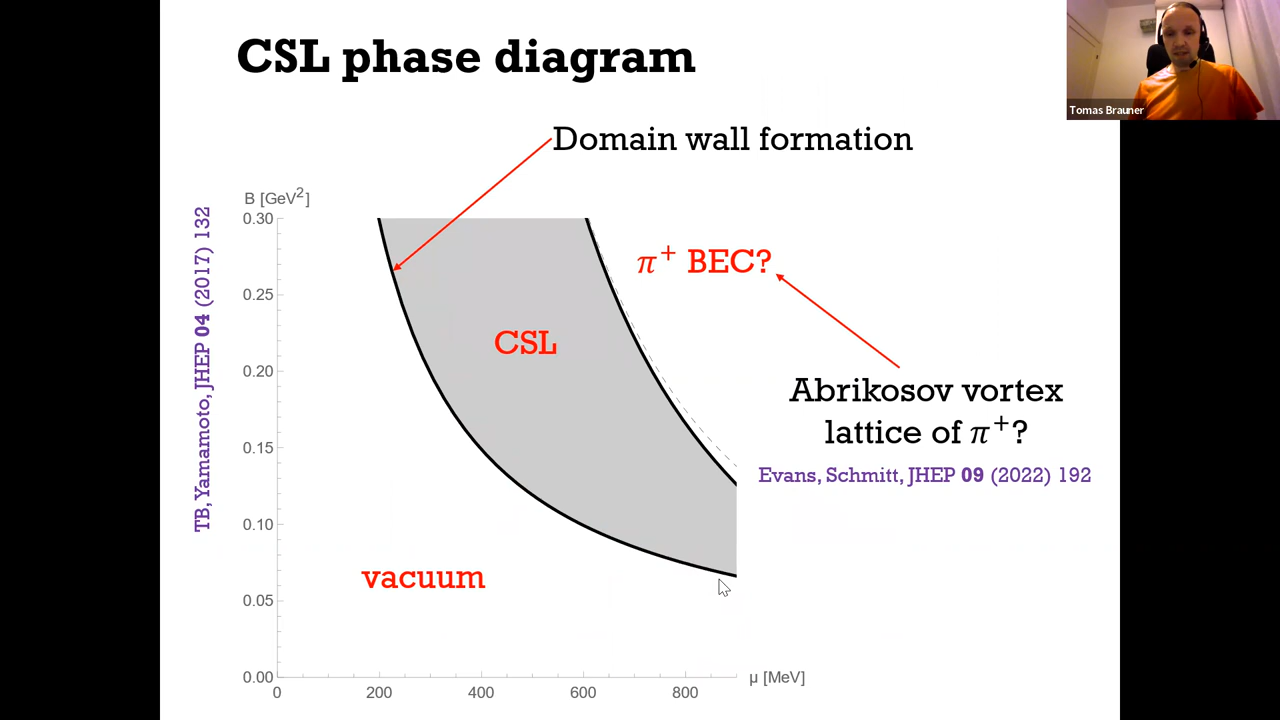 CSL phase diagram
Tomas Brauner
Domain wall formation
B [GeV²]
TB, Yamamoto, JHEP 04 (2017) 132
0.30
0.25
0.20
0.15
0.10
0.05
0.00
π⁺ BEC?
CSL
Abrikosov vortex
lattice of π⁺?
Evans, Schmitt, JHEP 09 (2022) 192
vacuum
0
200
400
600
800
μ [MeV]